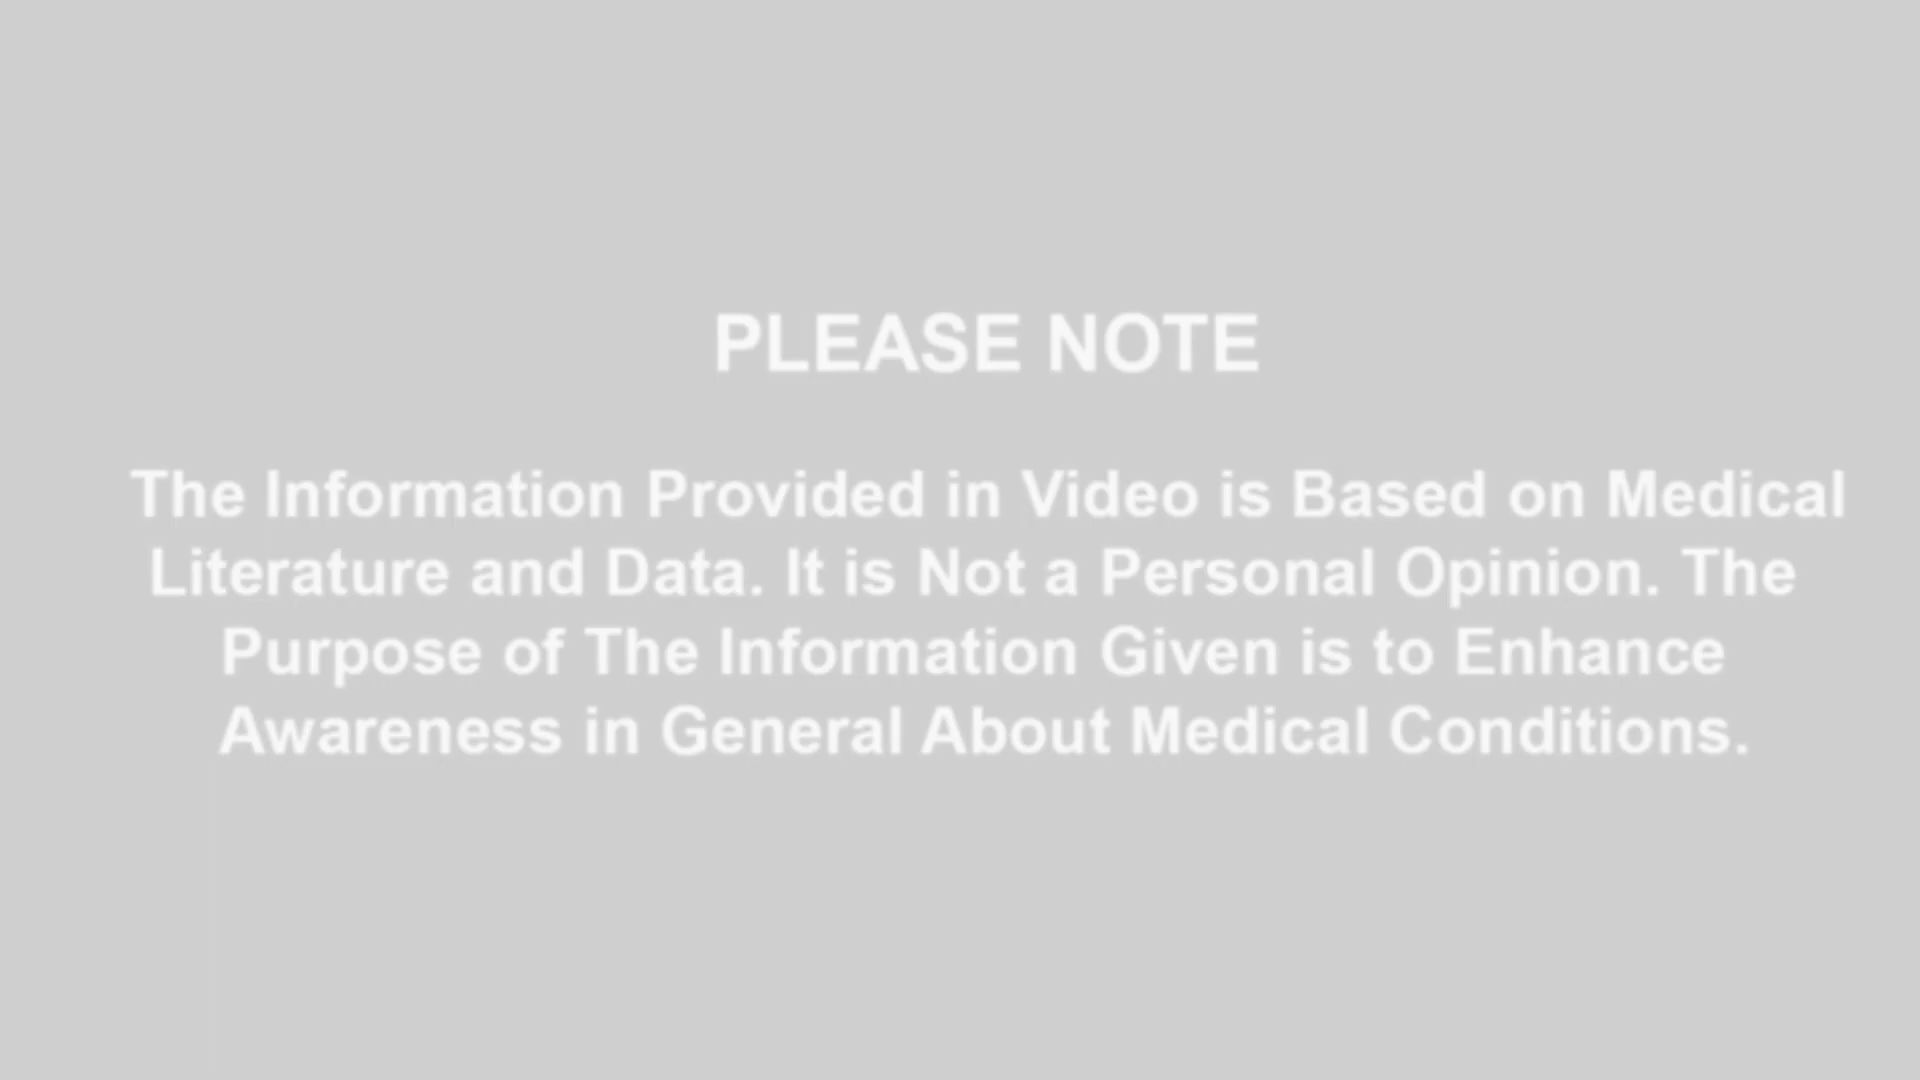 PLEASE NOTE
The Information Provided in Video is Based on Medical
Literature and Data. It is Not a Personal Opinion. The
Purpose of The Information Given is to Enhance
Awareness in General About Medical Conditions.